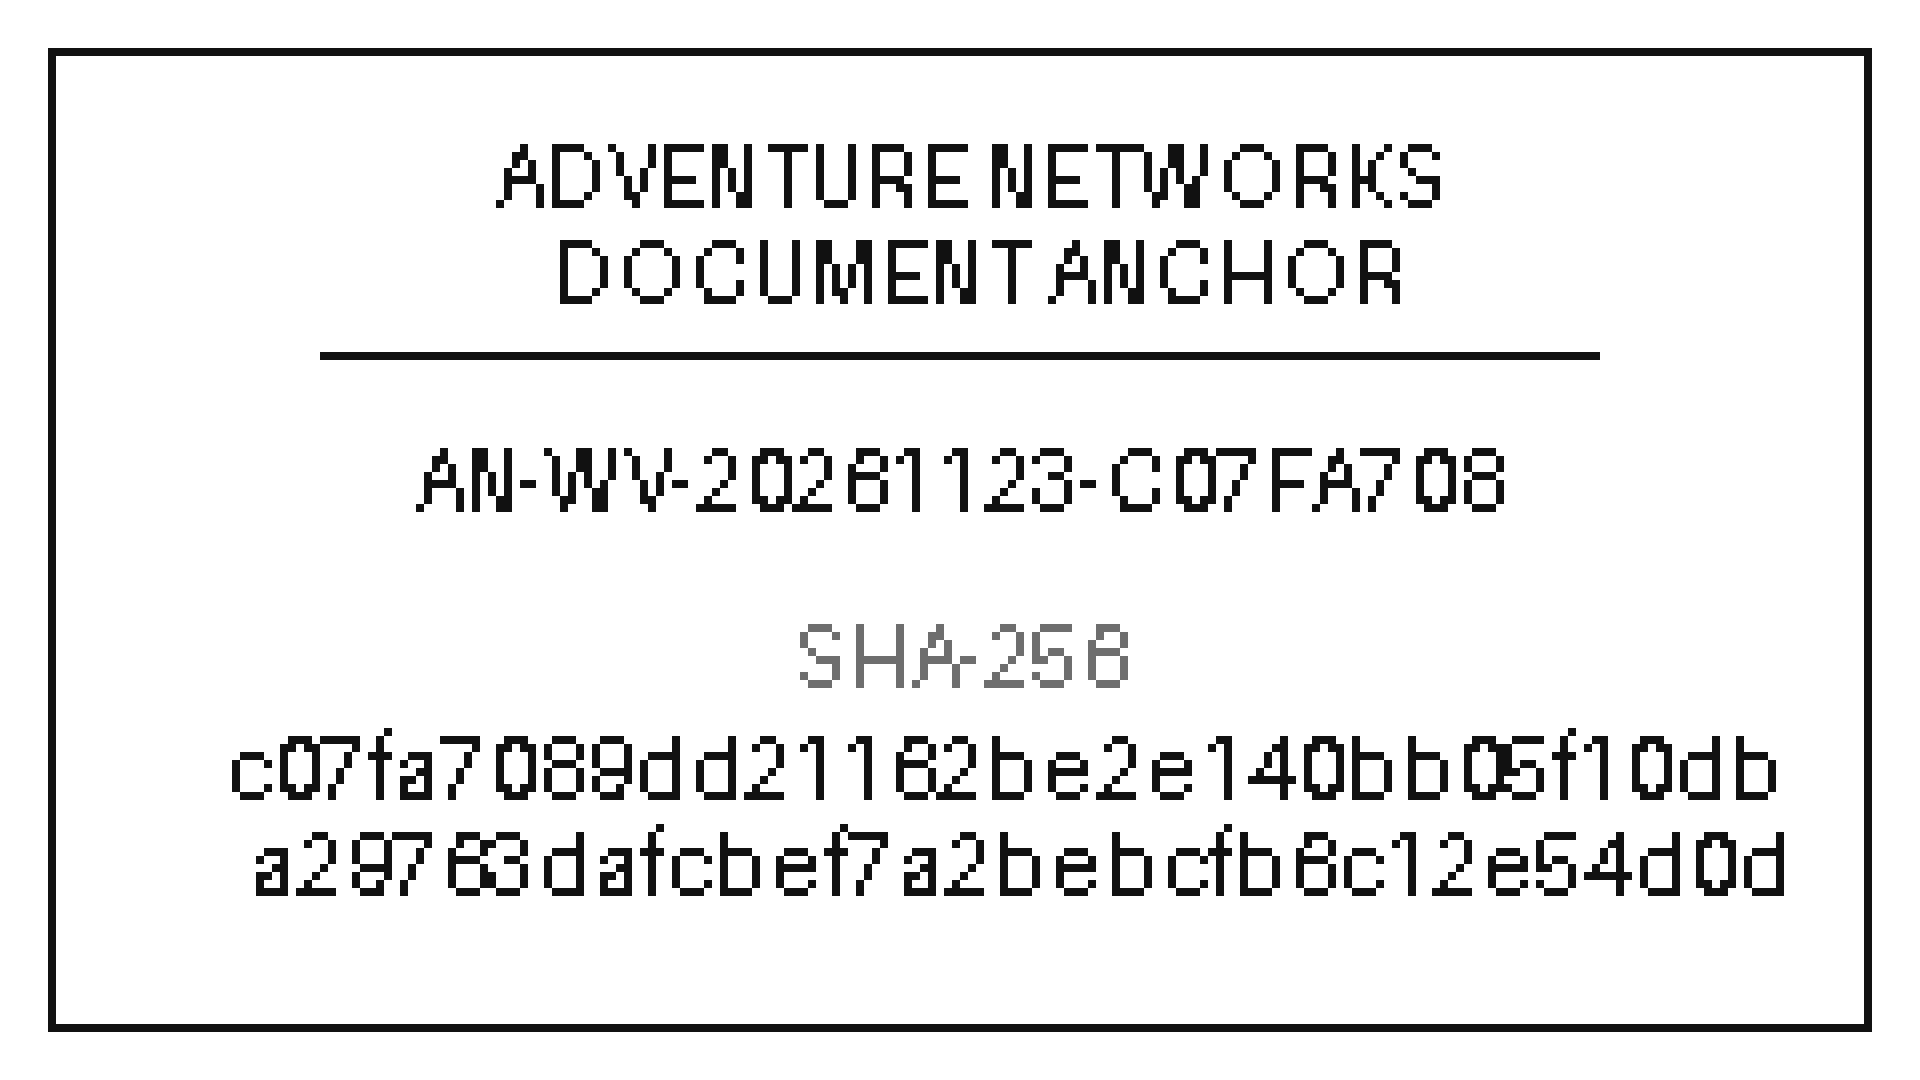 ADVENTURE NETWORKS
DOCUMENT ANCHOR
AN-WV-20261123-C07FA708
SHA-256
c07fa7089dd21162be2e140bb05f10db
a29763dafcbef7a2bebcfb6c12e54d0d